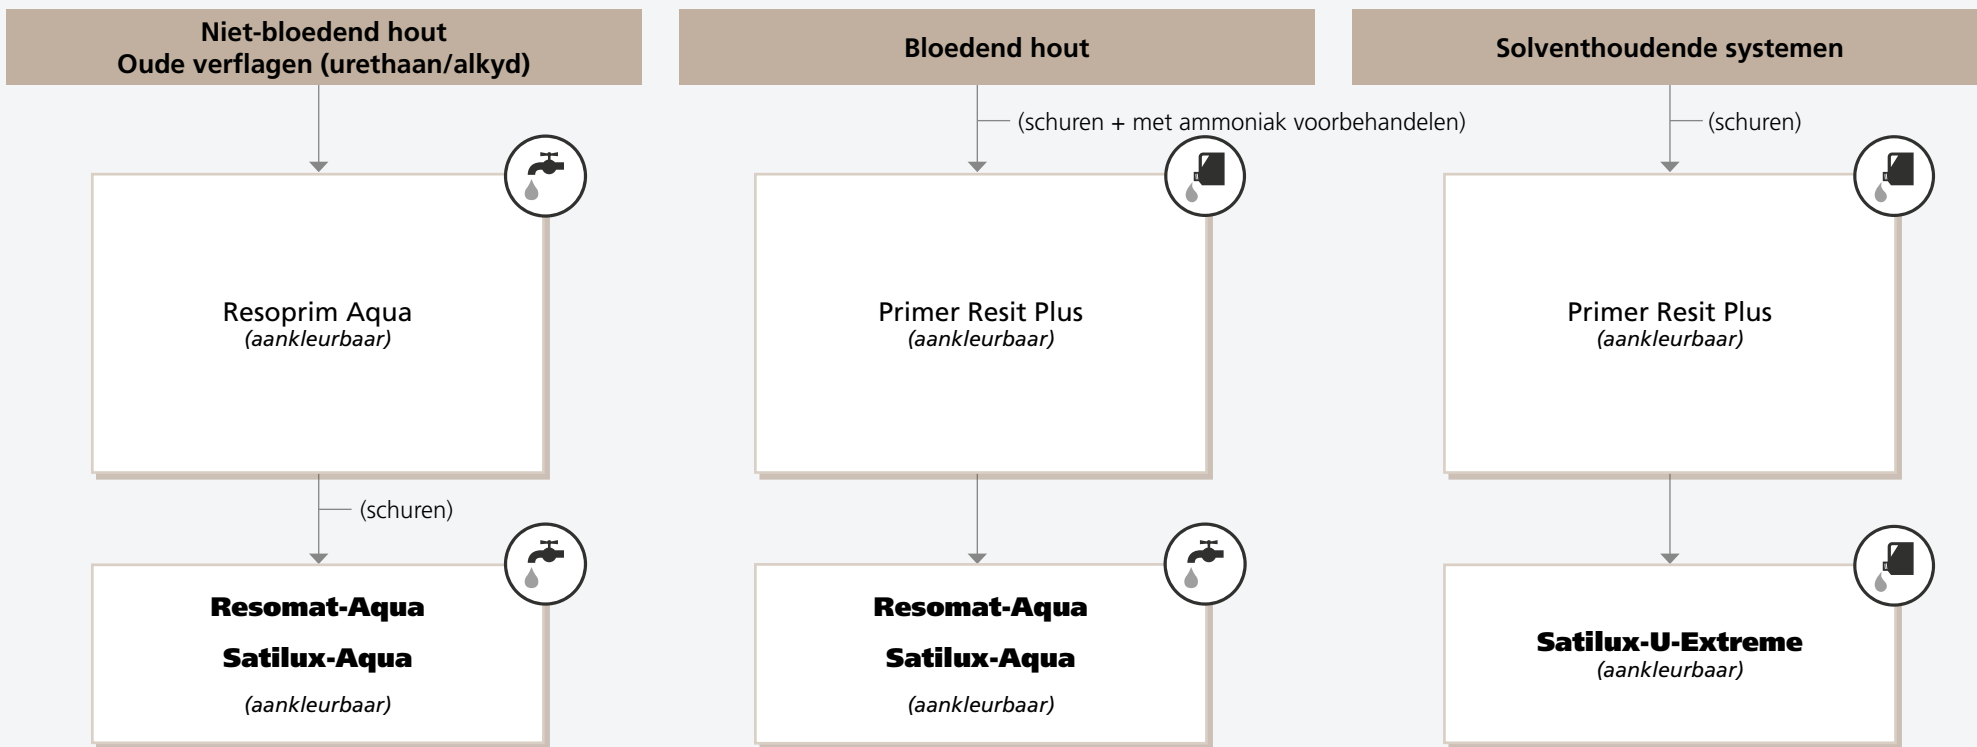 Niet-bloedend hout
Oude verflagen (urethaan/alkyd)
Resoprim Aqua
(aankleurbaar)
(schuren)
Resomat-Aqua
Satilux-Aqua
(aankleurbaar)
Bloedend hout
(schuren + met ammoniak voorbehandelen)
Primer Resit Plus
(aankleurbaar)
Resomat-Aqua
Satilux-Aqua
(aankleurbaar)
Solventhoudende systemen
(schuren)
Primer Resit Plus
(aankleurbaar)
Satilux-U-Extreme
(aankleurbaar)